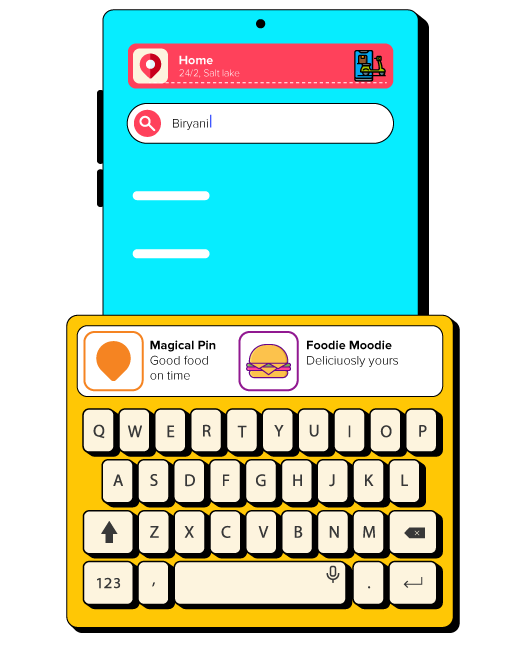 Home
24/2, Salt lake
Biryani
Magical Pin
Good food
on time
Foodie Moodie
Deliciuosly yours
Q W E R T Y U I O P
A S D F G H J K L
Z X C V B N M
123 , .